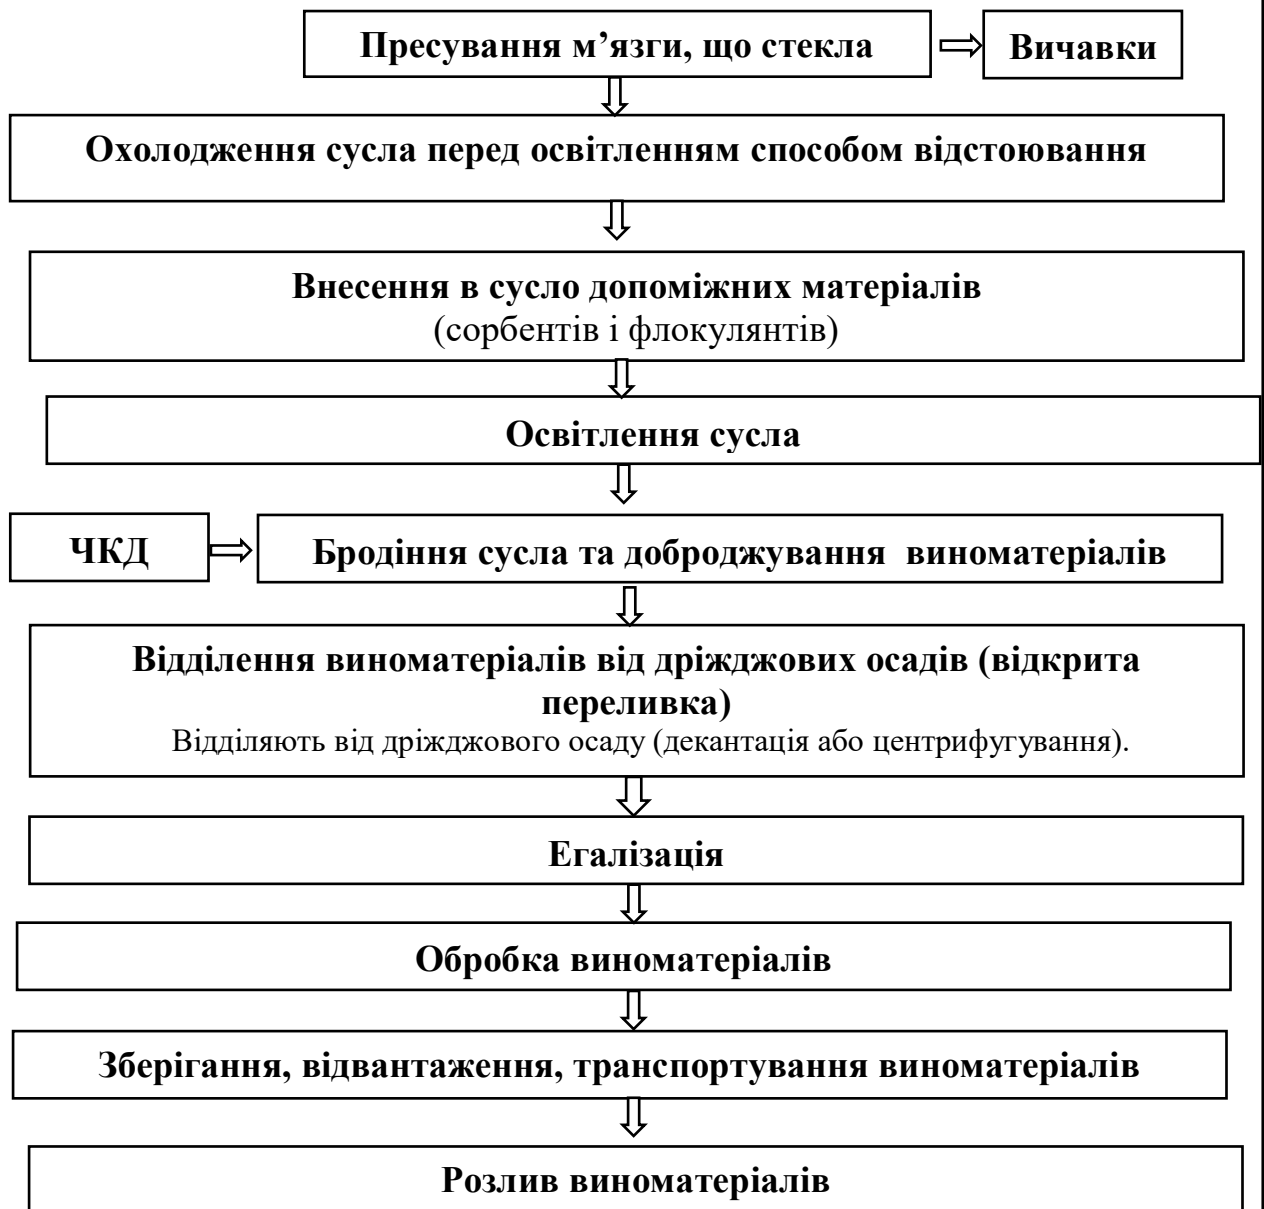 Пресування м’язги, що стекла
Вичавки
Охолодження сусла перед освітленням способом відстоювання
Внесення в сусло допоміжних матеріалів
(сорбентів і флокулянтів)
Освітлення сусла
ЧКД
Бродіння сусла та доброджування виноматеріалів
Відділення виноматеріалів від дріжджових осадів (відкрита
переливка)
Відділяють від дріжджового осаду (декантація або центрифугування).
Егалізація
Обробка виноматеріалів
Зберігання, відвантаження, транспортування виноматеріалів
Розлив виноматеріалів